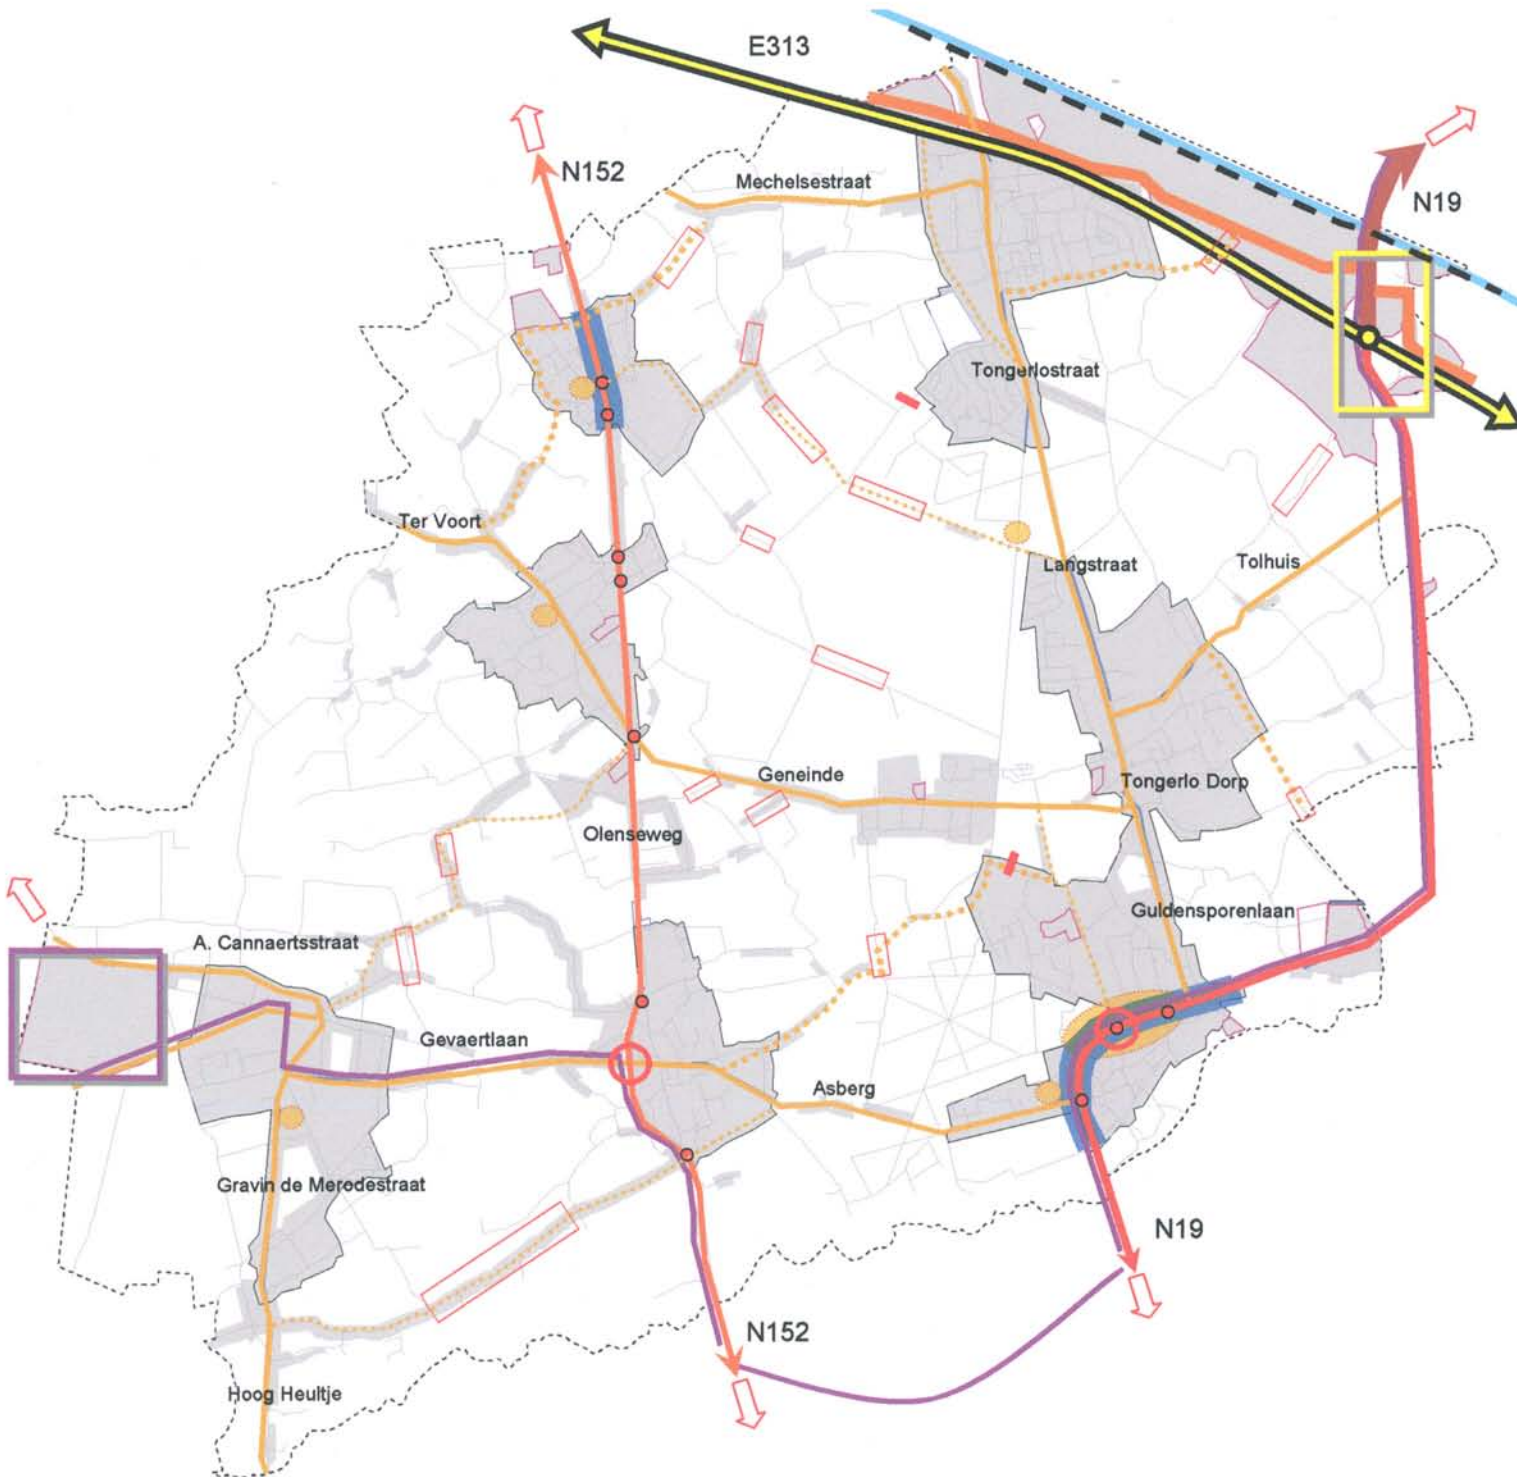 E313
N152
Mechelsestraat
N19
Tongerlostraat
Ter Voort
Langstraat
Tolhuis
Geneinde
Tongerlo Dorp
Olenseweg
Guldensporenlaan
A. Cannaertsstraat
Gevaertlaan
Asberg
Gravin de Merodestraat
N19
N152
Hoog Heultje